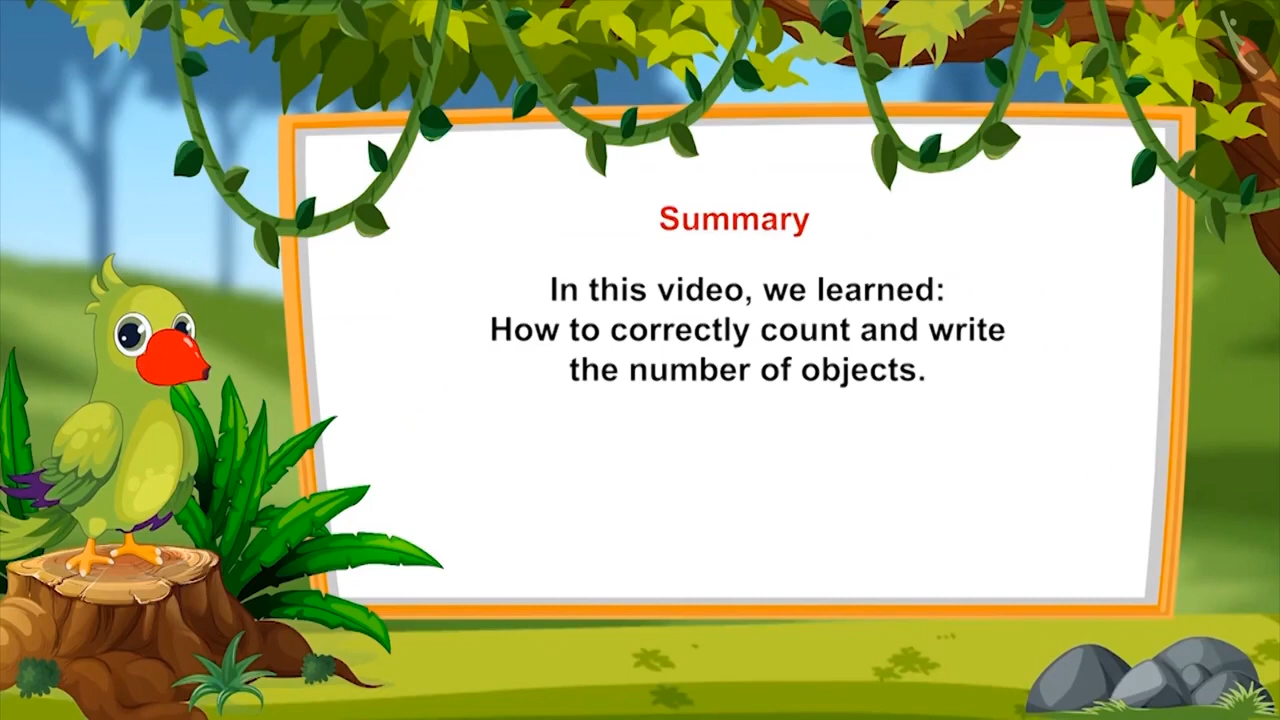 Summary
In this video, we learned:
How to correctly count and write
the number of objects.